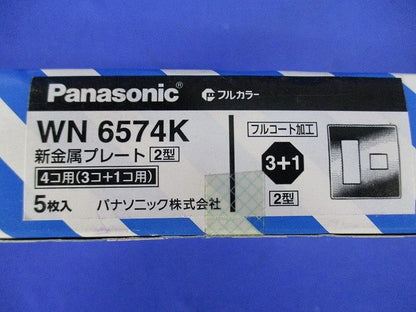 Panasonic® フルカラー
WN 6574K フルコート加工
新金属プレート 2型 3+1
4コ用(3コ+1コ用)
5枚入 パナソニック株式会社 2型